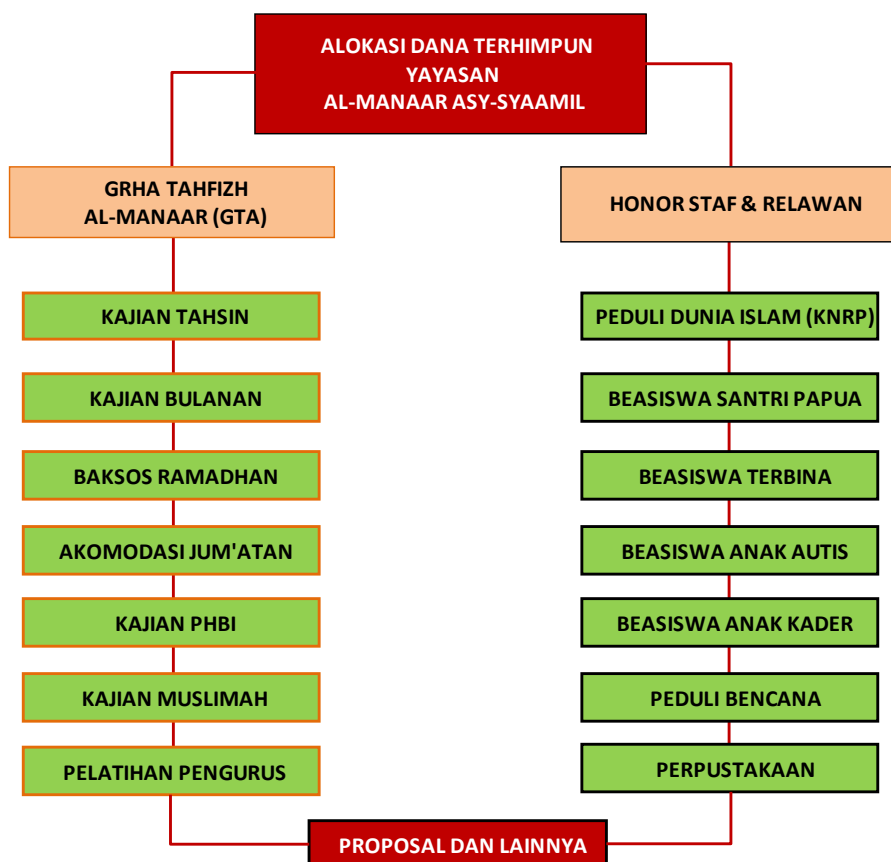 ALOKASI DANA TERHIMPUN
YAYASAN
AL-MANAAR ASY-SYAAMIL
GRHA TAHFIZH
AL-MANAAR (GTA)
KAJIAN TAHSIN
KAJIAN BULANAN
BAKSOS RAMADHAN
AKOMODASI JUM'ATAN
KAJIAN PHBI
KAJIAN MUSLIMAH
PELATIHAN PENGURUS
HONOR STAF & RELAWAN
PEDULI DUNIA ISLAM (KNRP)
BEASISWA SANTRI PAPUA
BEASISWA TERBINA
BEASISWA ANAK AUTIS
BEASISWA ANAK KADER
PEDULI BENCANA
PERPUSTAKAAN
PROPOSAL DAN LAINNYA